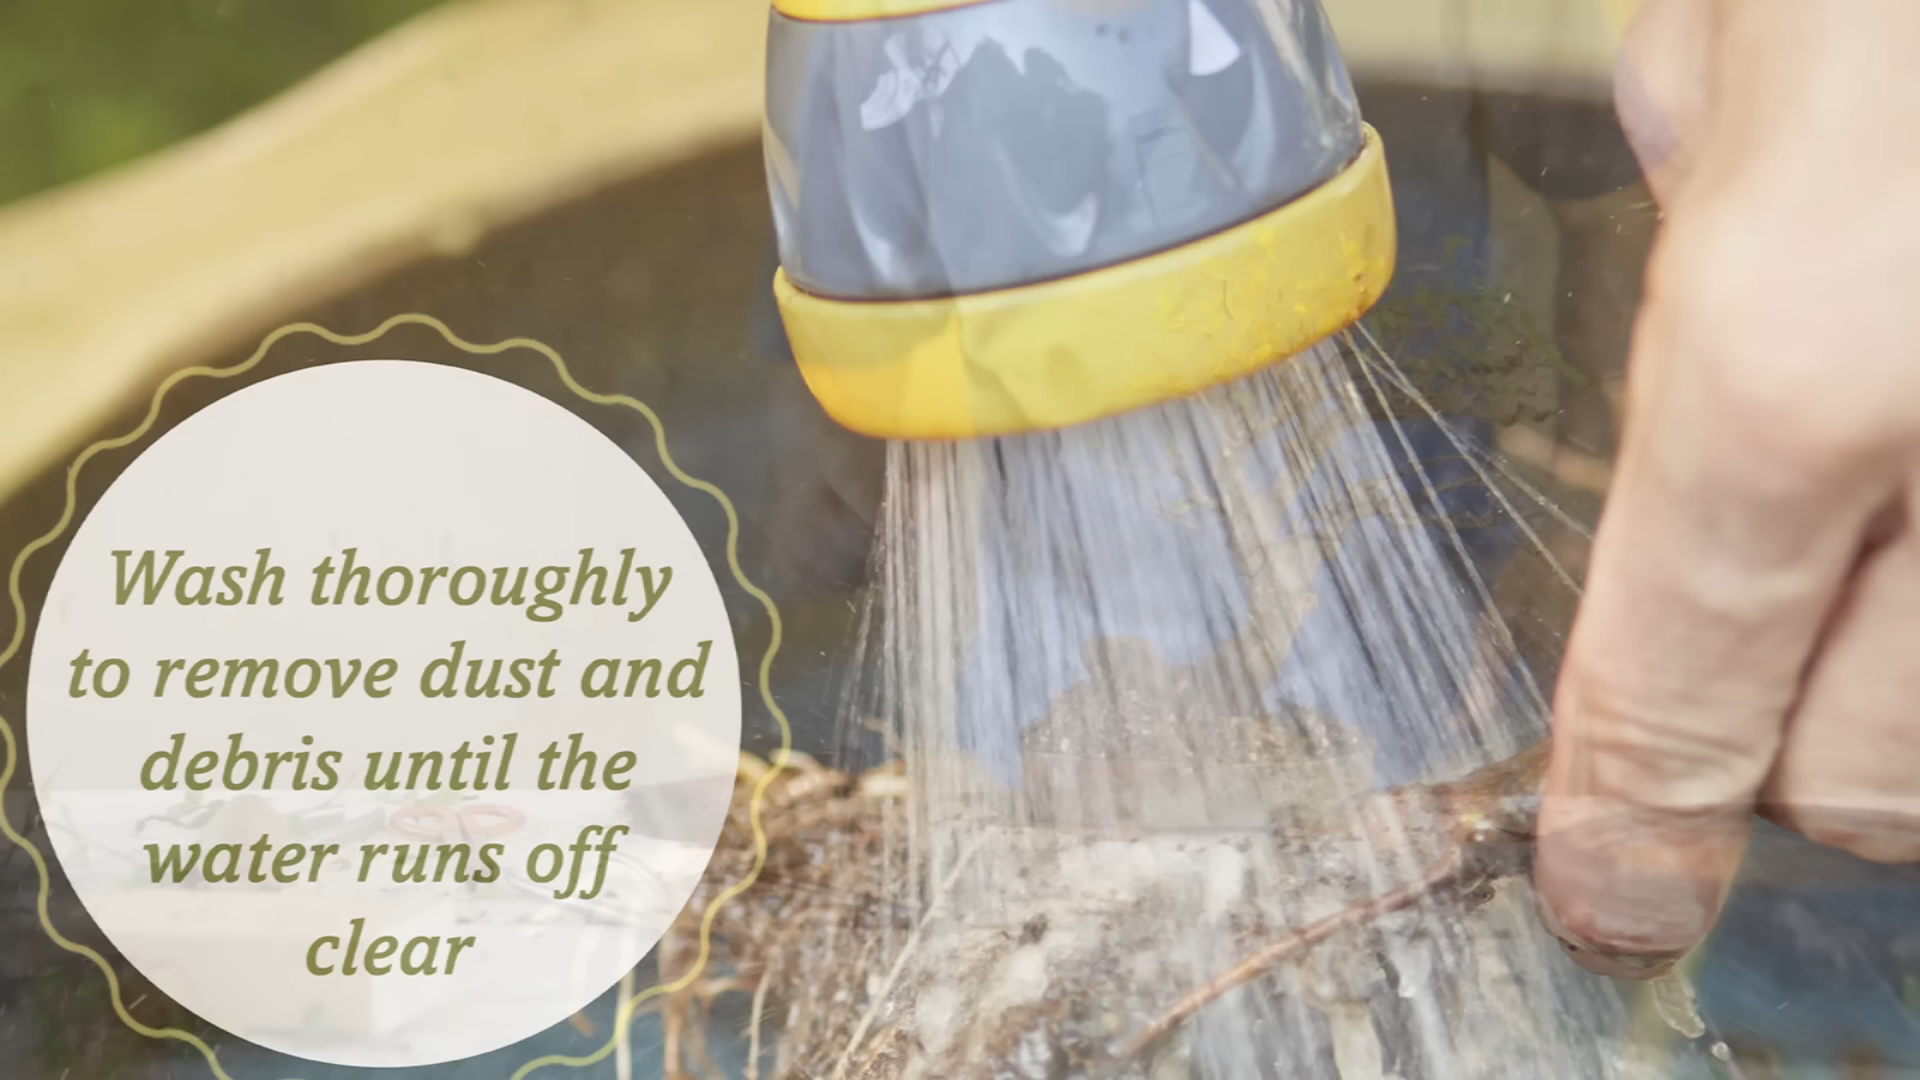 Wash thoroughly
to remove dust and
debris until the
water runs off
clear